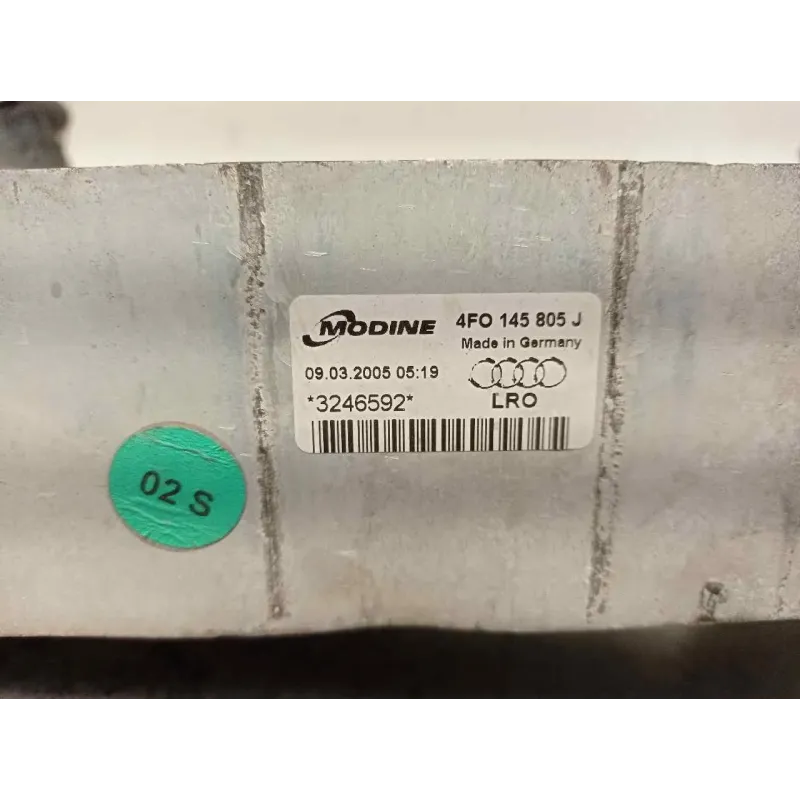 MODINE 4FO 145 805 J
Made in Germany
09.03.2005 05:19
*3246592* LRO
02 S